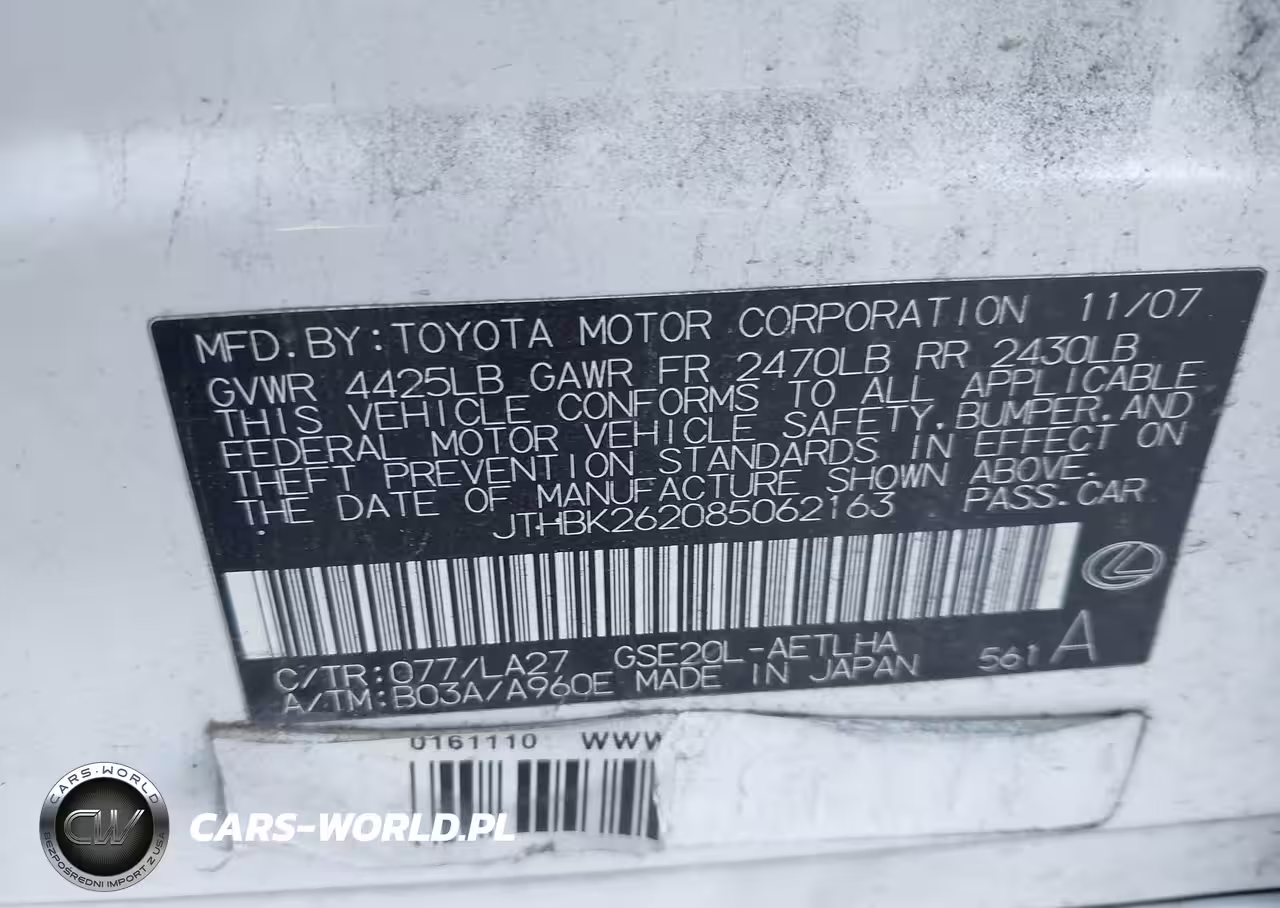 MFD.BY:TOYOTA MOTOR CORPORATION 11/07
GVWR 4425LB GAWR FR 2470LB RR 2430LB
THIS VEHICLE CONFORMS TO ALL APPLICABLE
FEDERAL MOTOR VEHICLE SAFETY,BUMPER,AND
THEFT PREVENTION STANDARDS IN EFFECT ON
THE DATE OF MANUFACTURE SHOWN ABOVE.
JTHBK262085062163 PASS.CAR
C/TR:077/LA27 GSE20L-AETLHA
A/TM:B03A/A960E MADE IN JAPAN 561 A
0161110 WWW
CARS-WORLD
CW
BEZPOŚREDNI IMPORT Z USA
CARS-WORLD.PL